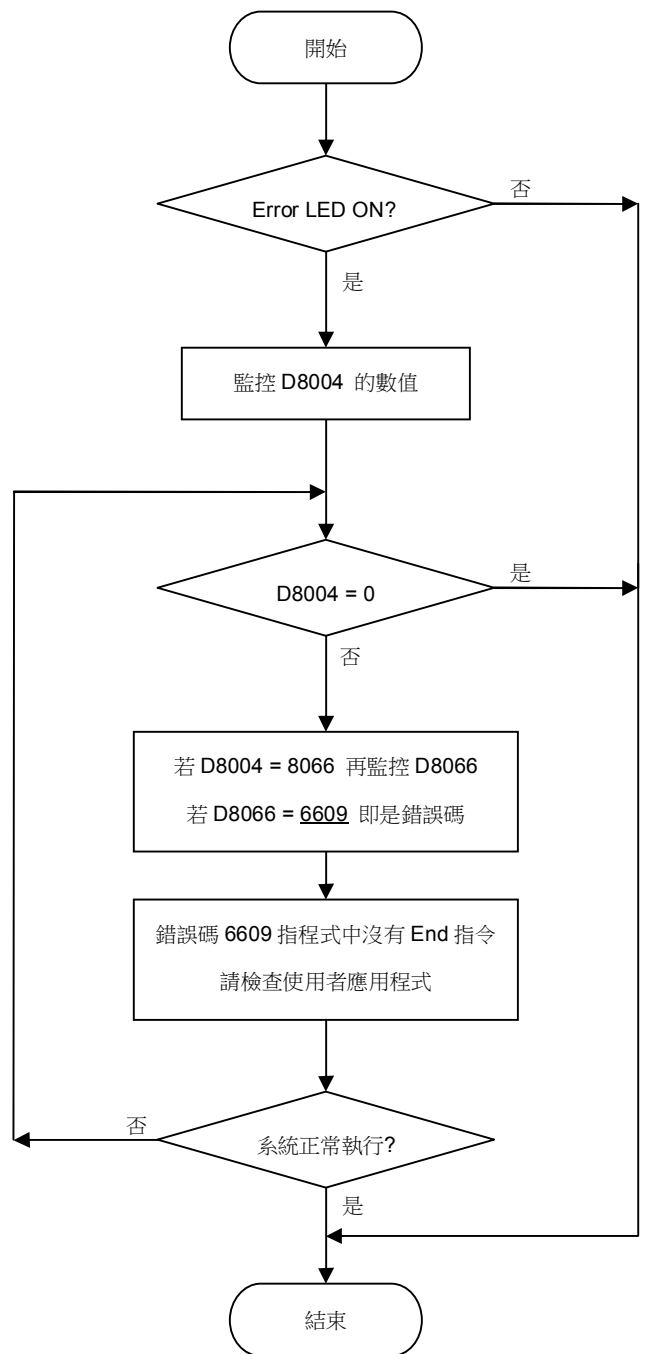 開始
Error LED ON?
否
是
監控 D8004 的數值
D8004 = 0
是
否
若 D8004 = 8066 再監控 D8066
若 D8066 = 6609 即是錯誤碼
錯誤碼 6609 指程式中沒有 End 指令
請檢查使用者應用程式
否
系統正常執行?
是
結束